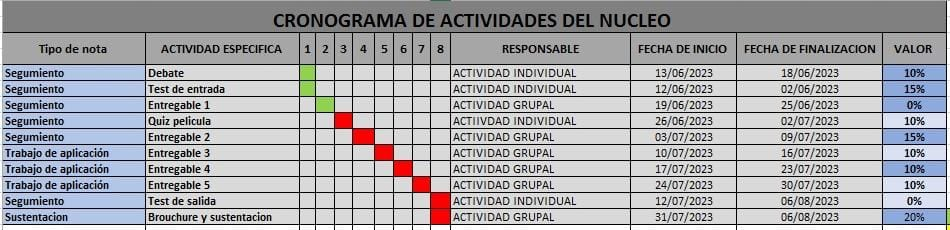 CRONOGRAMA DE ACTIVIDADES DEL NUCLEO
Tipo de nota ACTIVIDAD ESPECIFICA 1 2 3 4 5 6 7 8 RESPONSABLE FECHA DE INICIO FECHA DE FINALIZACION VALOR
Segumiento Debate ACTIVIDAD INDIVIDUAL 13/06/2023 18/06/2023 10%
Segumiento Test de entrada ACTIVIDAD INDIVIDUAL 12/06/2023 02/06/2023 15%
Segumiento Entregable 1 ACTIVIDAD GRUPAL 19/06/2023 25/06/2023 0%
Segumiento Quiz pelicula ACTIIVDAD INDIVIDUAL 26/06/2023 02/07/2023 10%
Segumiento Entregable 2 ACTIVIDAD GRUPAL 03/07/2023 09/07/2023 15%
Trabajo de aplicación Entregable 3 ACTIVIDAD GRUPAL 10/07/2023 16/07/2023 10%
Trabajo de aplicación Entregable 4 ACTIVIDAD GRUPAL 17/07/2023 23/07/2023 10%
Trabajo de aplicación Entregable 5 ACTIVIDAD GRUPAL 24/07/2023 30/07/2023 10%
Segumiento Test de salida ACTIVIDAD INDIVIDUAL 12/07/2023 06/08/2023 0%
Sustentacion Brouchure y sustentacion ACTIVIDAD GRUPAL 31/07/2023 06/08/2023 20%